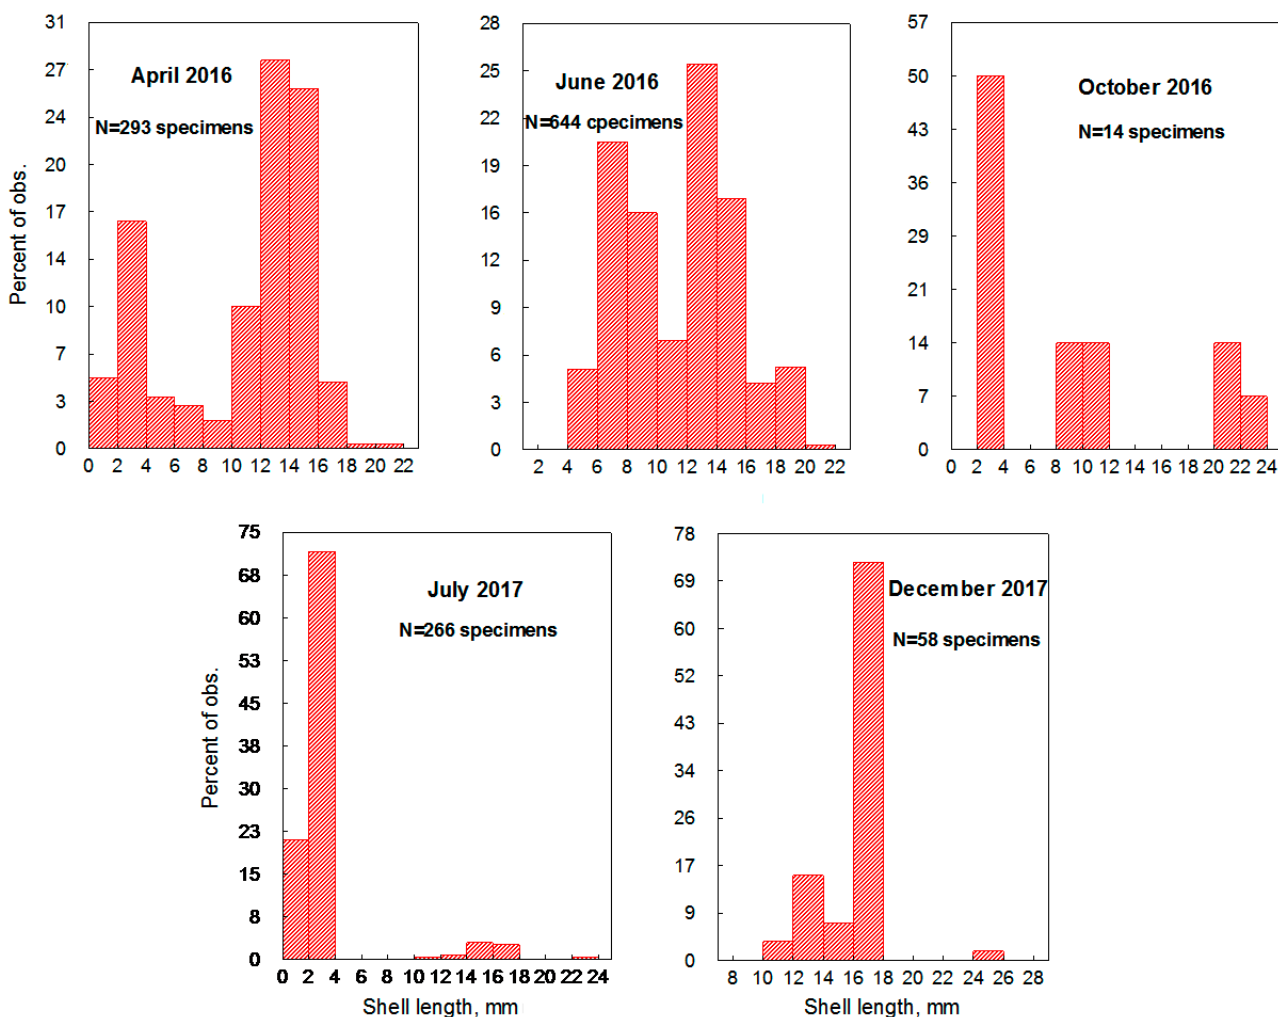 31
27
24
20
17
14
10
7
3
0
Percent of obs.
April 2016
N=293 specimens
0 2 4 6 8 10 12 14 16 18 20 22
28
25
22
19
16
12
9
6
3
0
June 2016
N=644 cpecimens
2 4 6 8 10 12 14 16 18 20 22
57
50
43
36
29
21
14
7
0
October 2016
N=14 specimens
0 2 4 6 8 10 12 14 16 18 20 22 24
75
68
60
53
45
38
30
23
15
8
0
Percent of obs.
July 2017
N=266 specimens
0 2 4 6 8 10 12 14 16 18 20 22 24
Shell length, mm
78
69
60
52
43
34
26
17
9
0
December 2017
N=58 specimens
8 10 12 14 16 18 20 22 24 26 28
Shell length, mm